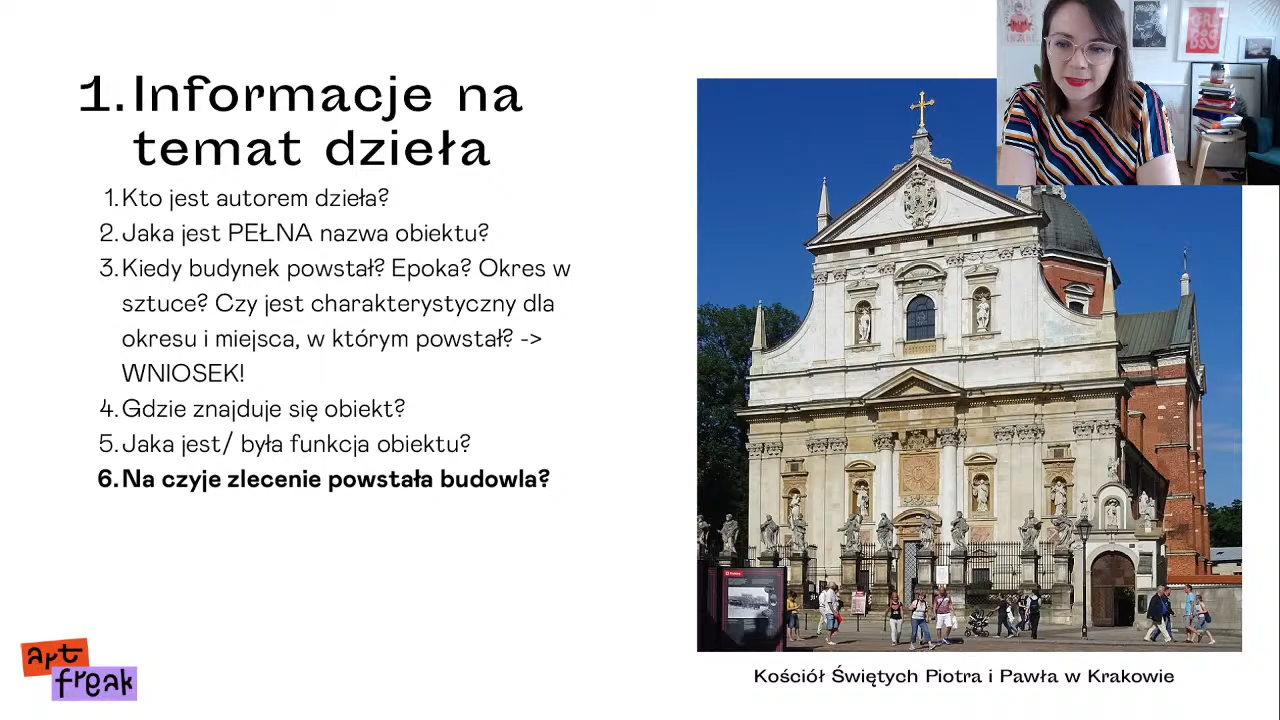 1. Informacje na
temat dzieła
1. Kto jest autorem dzieła?
2. Jaka jest PEŁNA nazwa obiektu?
3. Kiedy budynek powstał? Epoka? Okres w
sztuce? Czy jest charakterystyczny dla
okresu i miejsca, w którym powstał? ->
WNIOSEK!
4. Gdzie znajduje się obiekt?
5. Jaka jest/ była funkcja obiektu?
6. Na czyje zlecenie powstała budowla?
Kościół Świętych Piotra i Pawła w Krakowie
art
freak